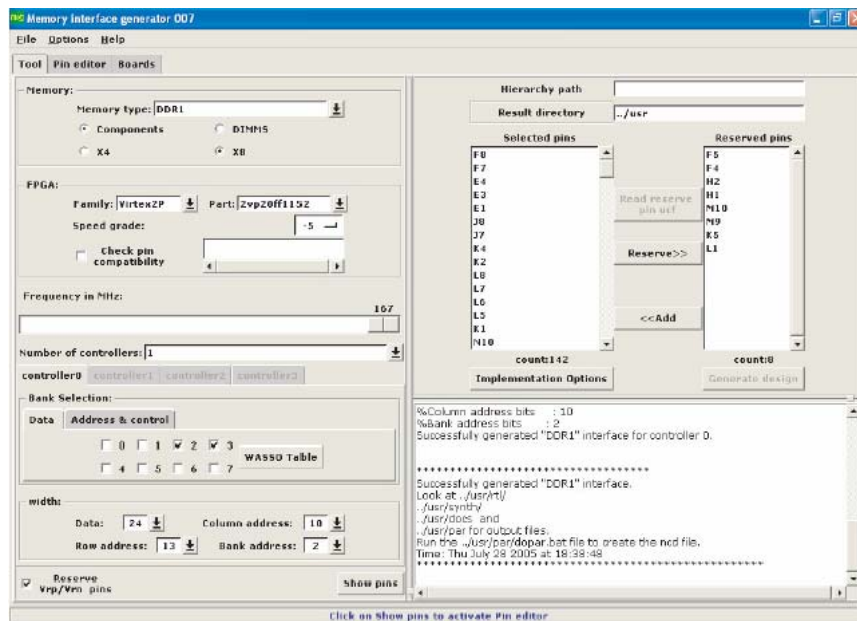 Memory interface generator 007
File Options Help
Tool Pin editor Boards
Memory:
Memory type: DDR1
Components DIMMS
X4 X8
FPGA:
Family: Virtex2P Part: 2vp20ff1152
Speed grade: -5
Check pin compatibility
Frequency in MHz:
167
Number of controllers: 1
controller0 controller1 controller2 controller3
Bank Selection:
Data Address & control
0 1 2 3
4 5 6 7
WASSO Table
width:
Data: 24 Column address: 10
Row address: 13 Bank address: 2
Reserve Vrp/Vrn pins
Show pins
Hierarchy path
Result directory ../usr
Selected pins
F8
F7
E4
E3
E1
J8
J7
K4
K2
L8
L7
L6
L5
K1
N10
count:142
Read reserve pin ucf
Reserve>>
<<Add
Reserved pins
F5
F4
H2
H1
M10
M9
K5
L1
count:8
Implementation Options
Generate design
%Column address bits : 10
%Bank address bits : 2
Successfully generated "DDR1" interface for controller 0.
***********************************
Successfully generated "DDR1" interface.
Look at ../usr/rtl/
../usr/synth/
../usr/docs and
../usr/par for output files.
Run the ../usr/par/dopar.bat file to create the ncd file.
Time: Thu July 28 2005 at 18:38:48
*****************************************************
Click on Show pins to activate Pin editor